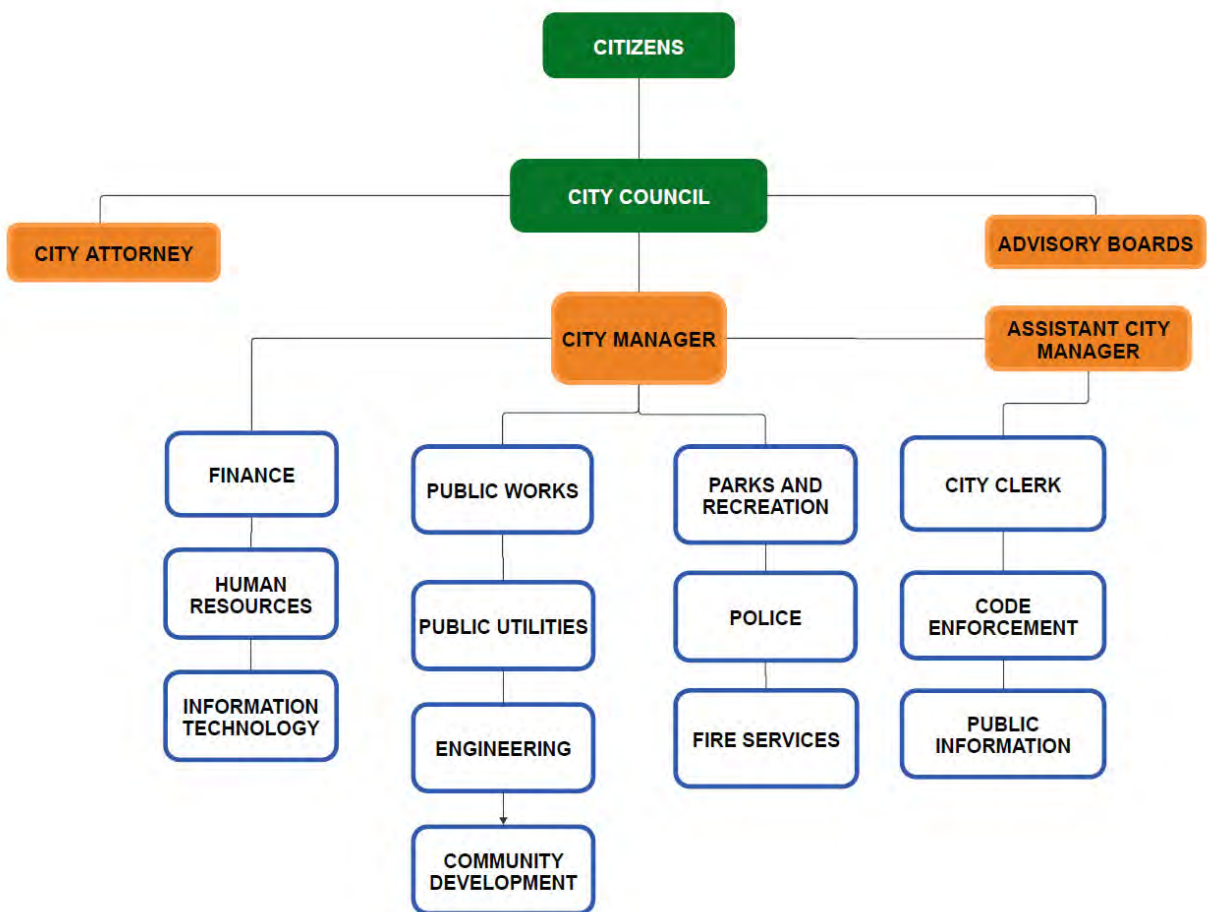 CITIZENS
CITY COUNCIL
CITY ATTORNEY
ADVISORY BOARDS
CITY MANAGER
ASSISTANT CITY
MANAGER
FINANCE
PUBLIC WORKS
PARKS AND
RECREATION
CITY CLERK
HUMAN
RESOURCES
PUBLIC UTILITIES
POLICE
CODE
ENFORCEMENT
INFORMATION
TECHNOLOGY
ENGINEERING
FIRE SERVICES
PUBLIC
INFORMATION
COMMUNITY
DEVELOPMENT